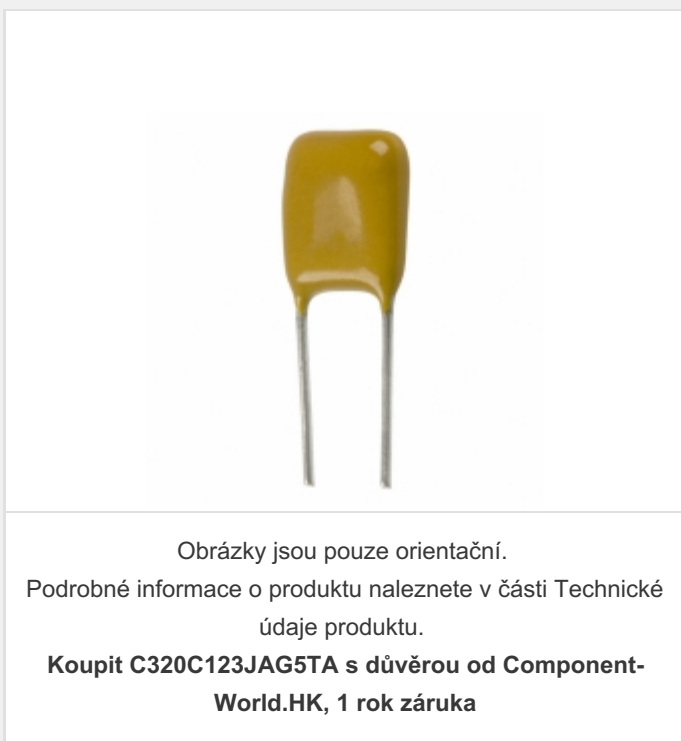 Obrázky jsou pouze orientační.
Podrobné informace o produktu naleznete v části Technické
údaje produktu.
Koupit C320C123JAG5TA s důvěrou od Component-
World.HK, 1 rok záruka